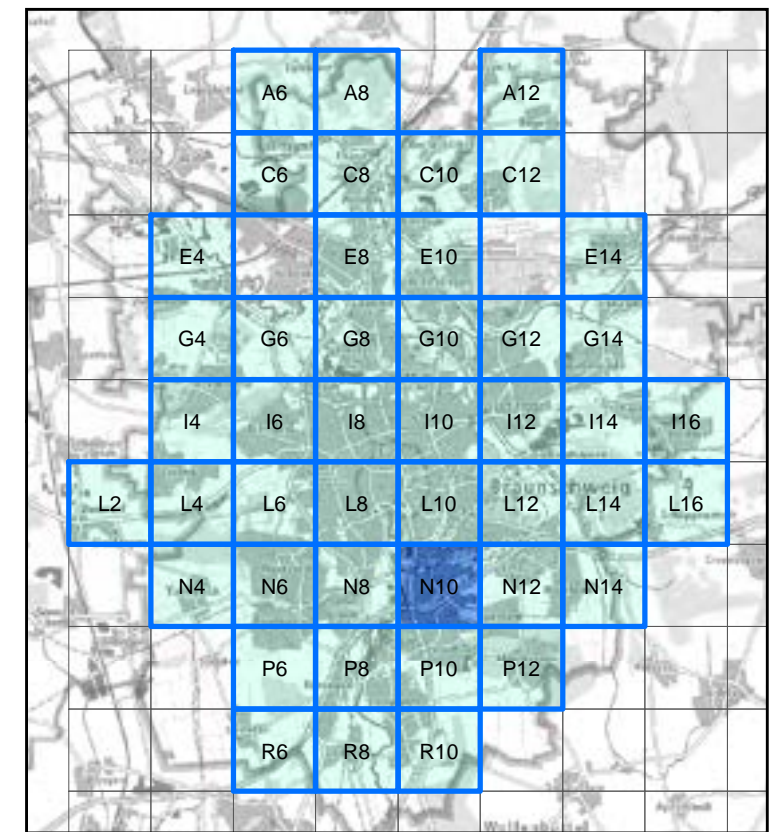 A6 A8 A12
C6 C8 C10 C12
E4 E8 E10 E14
G4 G6 G8 G10 G12 G14
I4 I6 I8 I10 I12 I14 I16
Braunschweig
L2 L4 L6 L8 L10 L12 L14 L16
N4 N6 N8 N10 N12 N14
P6 P8 P10 P12
R6 R8 R10